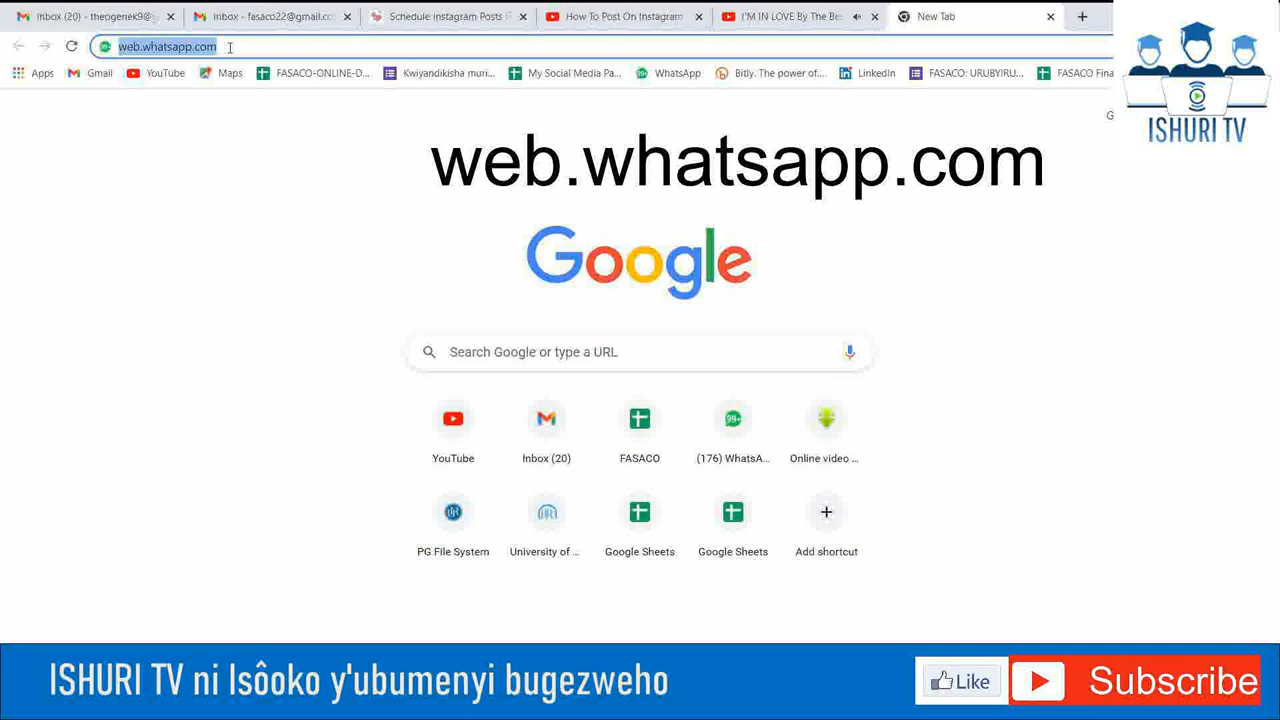 Inbox (20) - theogenek9@g
Inbox - fasaco22@gmail.co
Schedule Instagram Posts F
How To Post On Instagram
I'M IN LOVE By The Bes
New Tab
web.whatsapp.com
Apps
Gmail
YouTube
Maps
FASACO-ONLINE-D...
Kwiyandikisha muri...
My Social Media Pa...
WhatsApp
Bitly. The power of...
LinkedIn
FASACO: URUBYIRU...
FASACO Fina
G
ISHURI TV
web.whatsapp.com
Google
Search Google or type a URL
YouTube
Inbox (20)
FASACO
99+
(176) WhatsA...
Online video ...
PG File System
University of ...
Google Sheets
Google Sheets
Add shortcut
ISHURI TV ni Isôoko y'ubumenyi bugezweho
Like
Subscribe